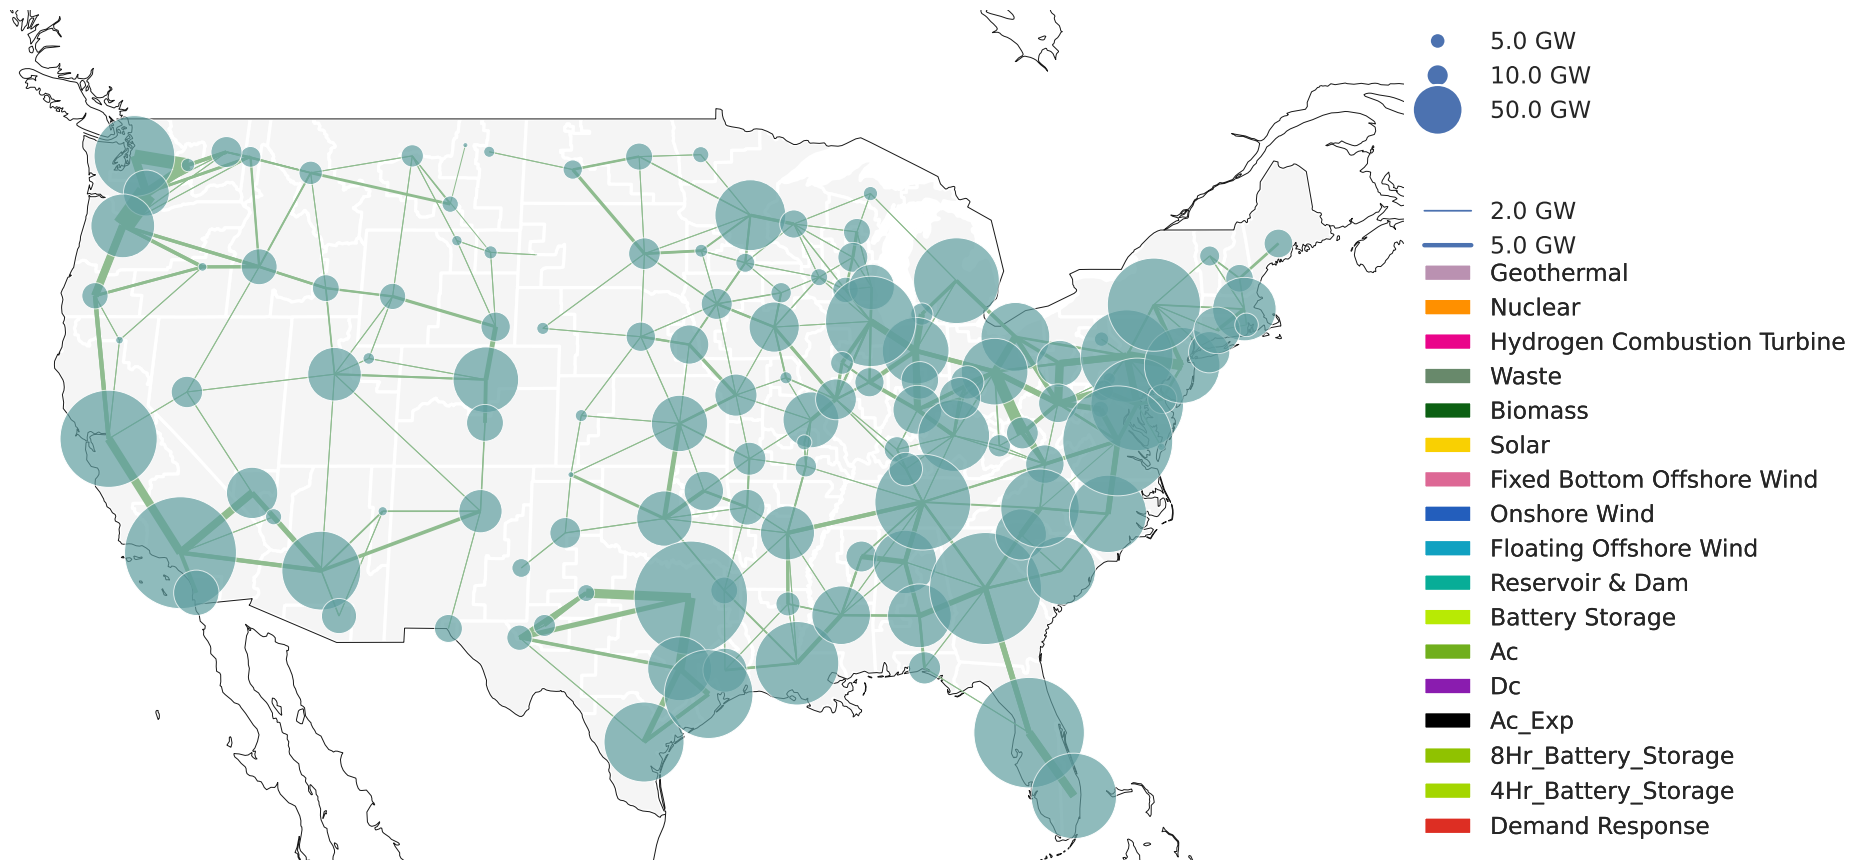 5.0 GW
10.0 GW
50.0 GW
2.0 GW
5.0 GW
Geothermal
Nuclear
Hydrogen Combustion Turbine
Waste
Biomass
Solar
Fixed Bottom Offshore Wind
Onshore Wind
Floating Offshore Wind
Reservoir & Dam
Battery Storage
Ac
Dc
Ac_Exp
8Hr_Battery_Storage
4Hr_Battery_Storage
Demand Response